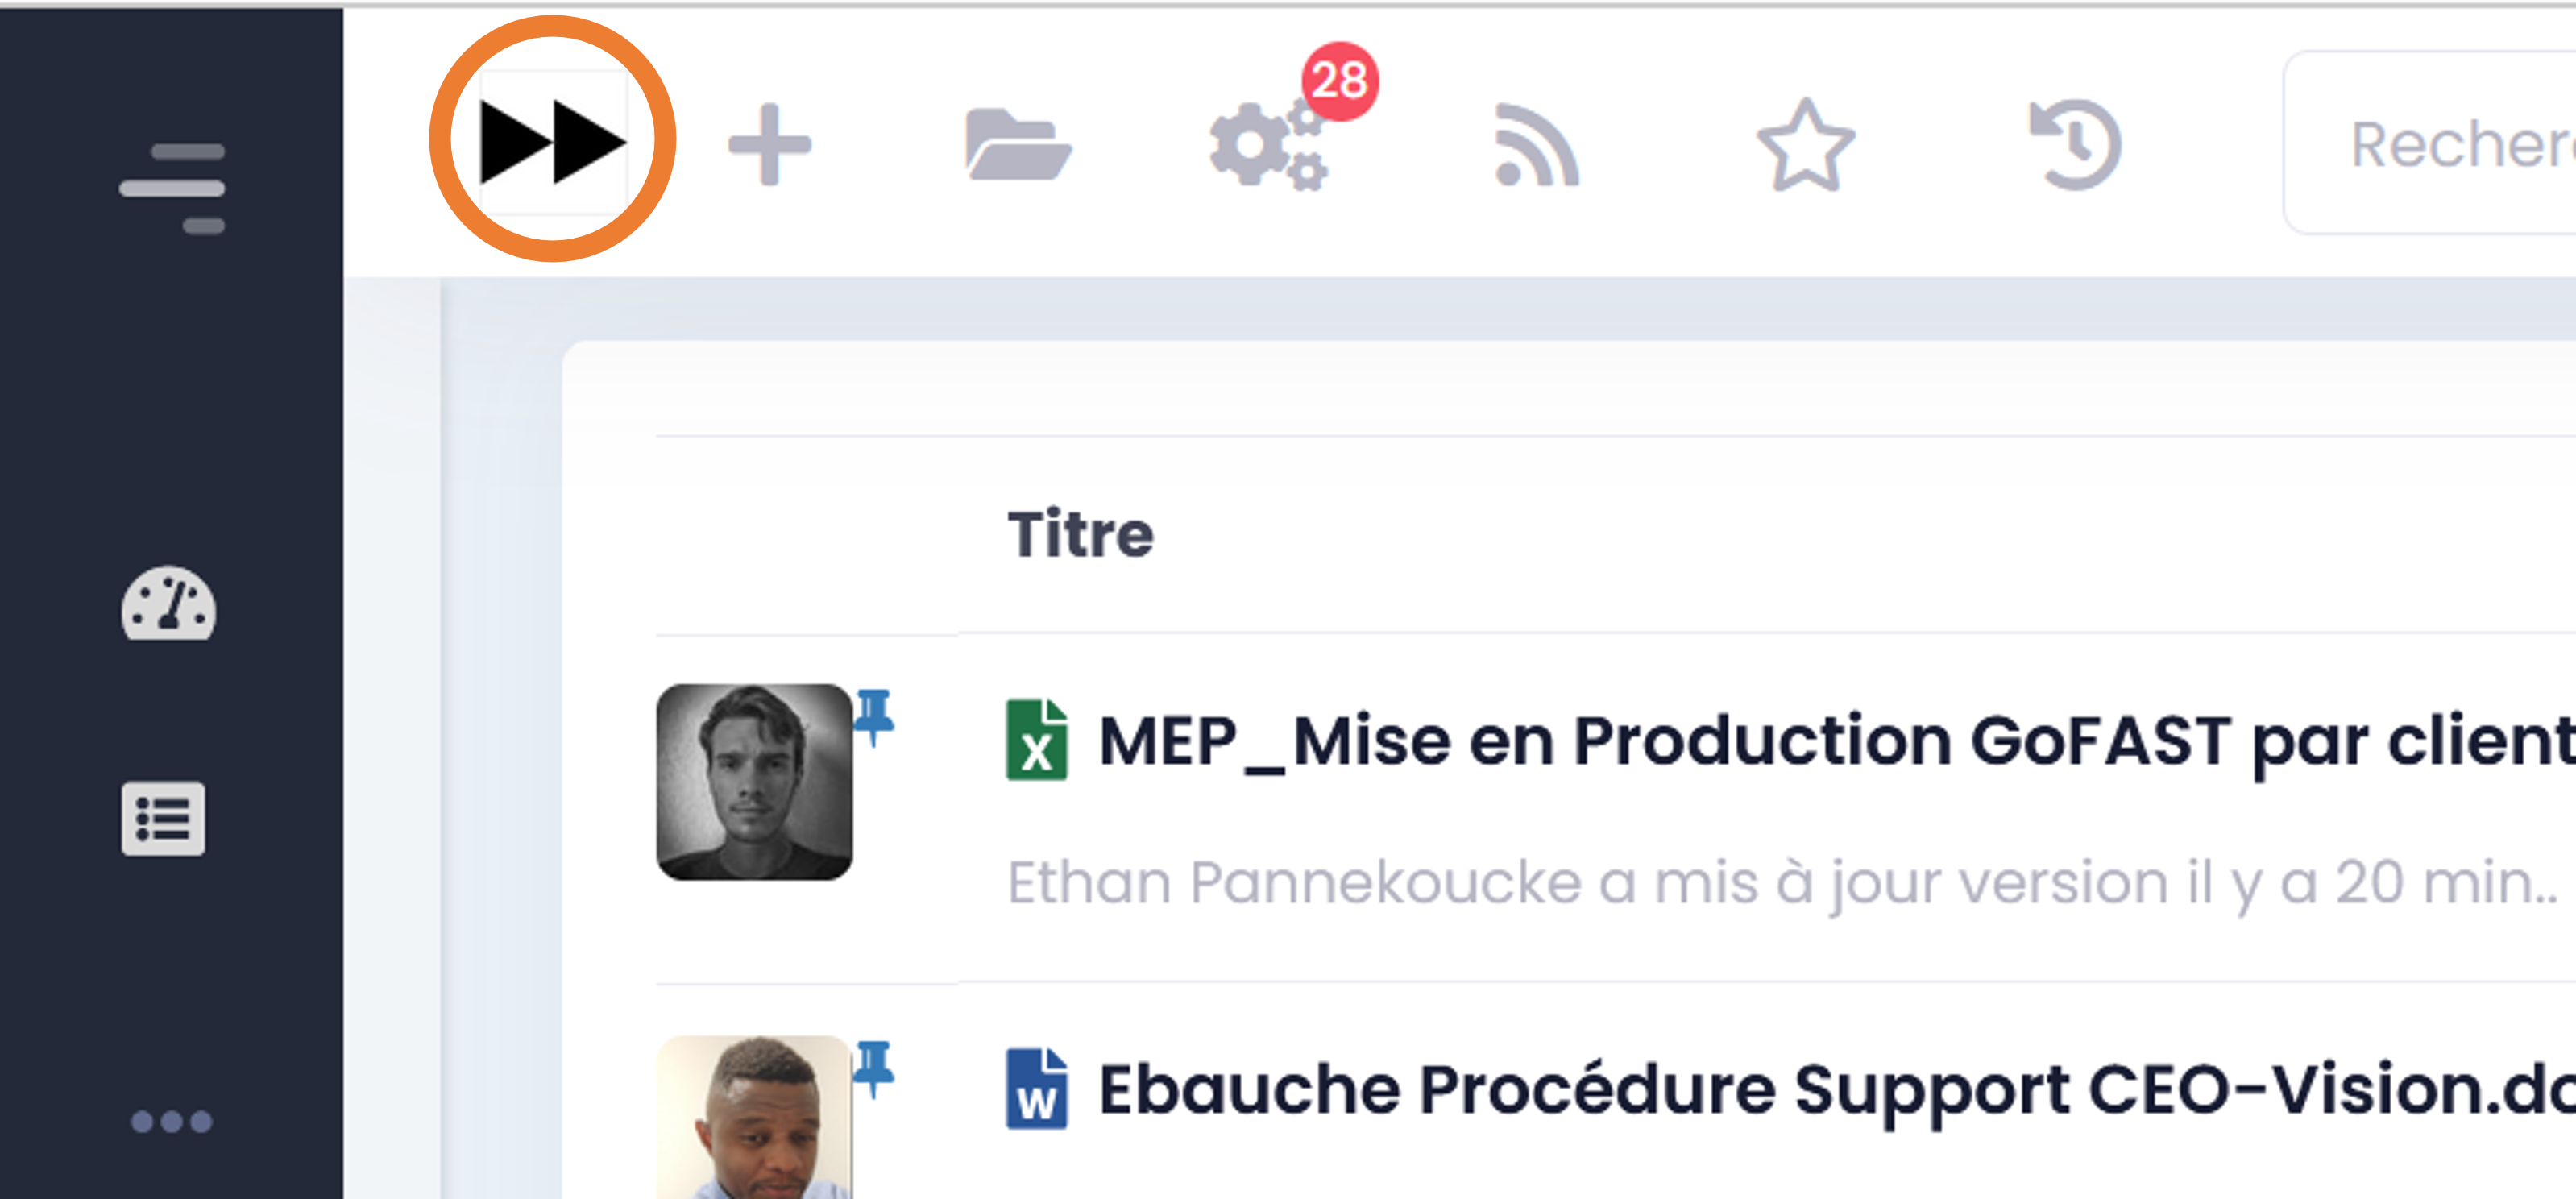 28
Recher
Titre
X MEP_Mise en Production GoFAST par client
Ethan Pannekoucke a mis à jour version il y a 20 min..
W Ebauche Procédure Support CEO-Vision.do